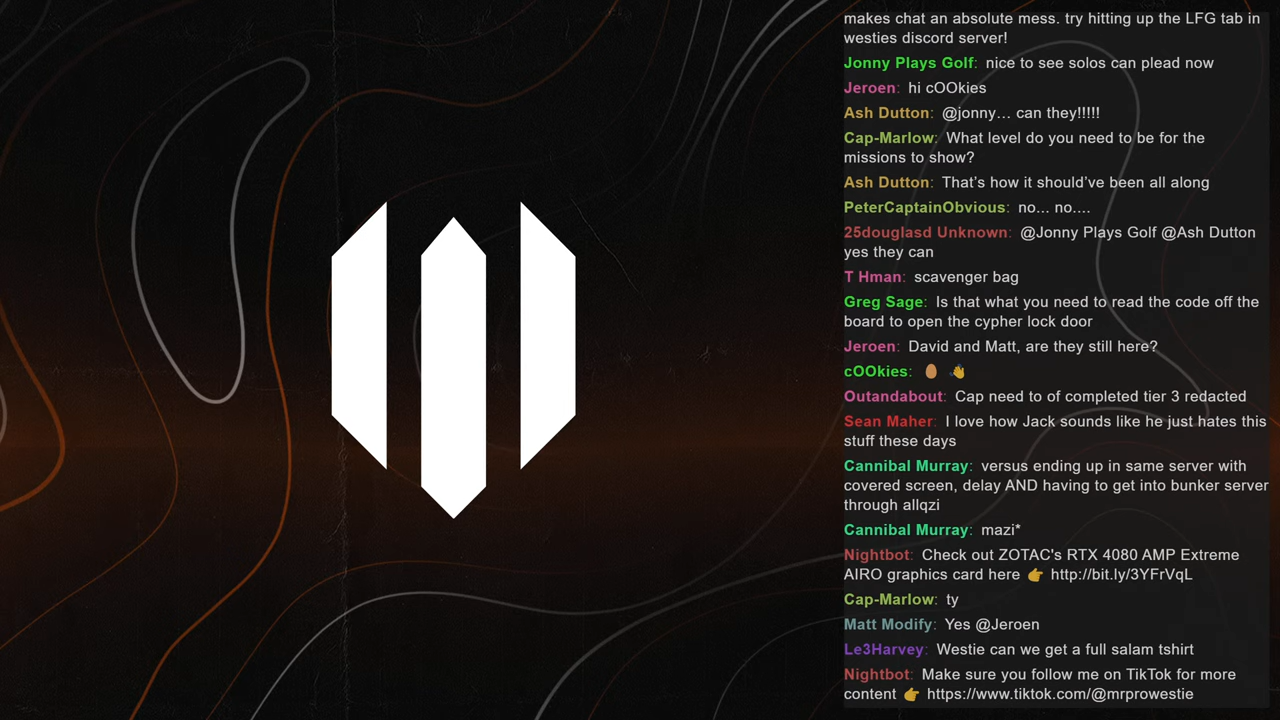 makes chat an absolute mess. try hitting up the LFG tab in
westies discord server!
Jonny Plays Golf: nice to see solos can plead now
Jeroen: hi cOOkies
Ash Dutton: @jonny… can they!!!!!
Cap-Marlow: What level do you need to be for the
missions to show?
Ash Dutton: That’s how it should’ve been all along
PeterCaptainObvious: no... no....
25douglasd Unknown: @Jonny Plays Golf @Ash Dutton
yes they can
T Hman: scavenger bag
Greg Sage: Is that what you need to read the code off the
board to open the cypher lock door
Jeroen: David and Matt, are they still here?
cOOkies: 🥚 👋
Outandabout: Cap need to of completed tier 3 redacted
Sean Maher: I love how Jack sounds like he just hates this
stuff these days
Cannibal Murray: versus ending up in same server with
covered screen, delay AND having to get into bunker server
through allqzi
Cannibal Murray: mazi*
Nightbot: Check out ZOTAC's RTX 4080 AMP Extreme
AIRO graphics card here 👉 http://bit.ly/3YFrVqL
Cap-Marlow: ty
Matt Modify: Yes @Jeroen
Le3Harvey: Westie can we get a full salam tshirt
Nightbot: Make sure you follow me on TikTok for more
content 👉 https://www.tiktok.com/@mrprowestie